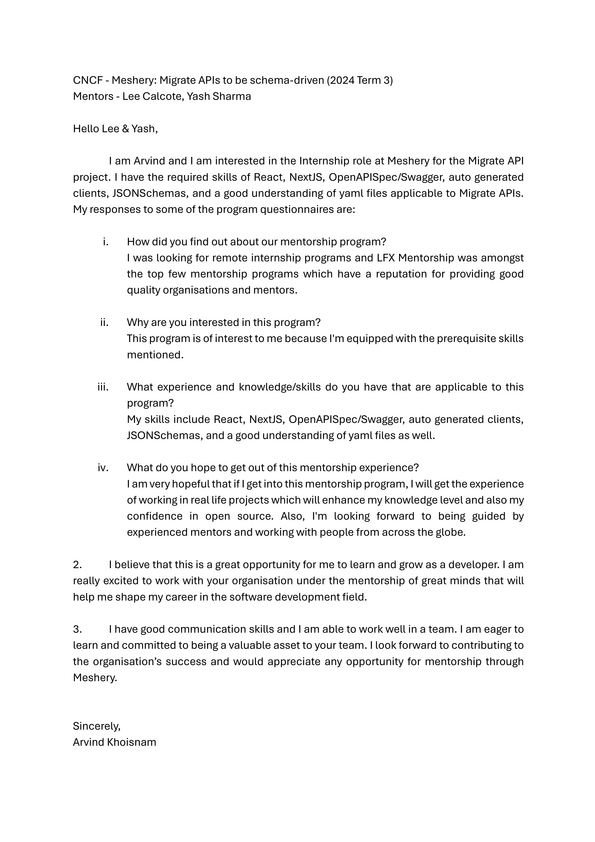 CNCF - Meshery: Migrate APIs to be schema-driven (2024 Term 3)
Mentors - Lee Calcote, Yash Sharma
Hello Lee & Yash,
I am Arvind and I am interested in the Internship role at Meshery for the Migrate API
project. I have the required skills of React, NextJS, OpenAPISpec/Swagger, auto generated
clients, JSONSchemas, and a good understanding of yaml files applicable to Migrate APIs.
My responses to some of the program questionnaires are:
i. How did you find out about our mentorship program?
I was looking for remote internship programs and LFX Mentorship was amongst
the top few mentorship programs which have a reputation for providing good
quality organisations and mentors.
ii. Why are you interested in this program?
This program is of interest to me because I'm equipped with the prerequisite skills
mentioned.
iii. What experience and knowledge/skills do you have that are applicable to this
program?
My skills include React, NextJS, OpenAPISpec/Swagger, auto generated clients,
JSONSchemas, and a good understanding of yaml files as well.
iv. What do you hope to get out of this mentorship experience?
I am very hopeful that if I get into this mentorship program, I will get the experience
of working in real life projects which will enhance my knowledge level and also my
confidence in open source. Also, I'm looking forward to being guided by
experienced mentors and working with people from across the globe.
2. I believe that this is a great opportunity for me to learn and grow as a developer. I am
really excited to work with your organisation under the mentorship of great minds that will
help me shape my career in the software development field.
3. I have good communication skills and I am able to work well in a team. I am eager to
learn and committed to being a valuable asset to your team. I look forward to contributing to
the organisation’s success and would appreciate any opportunity for mentorship through
Meshery.
Sincerely,
Arvind Khoisnam